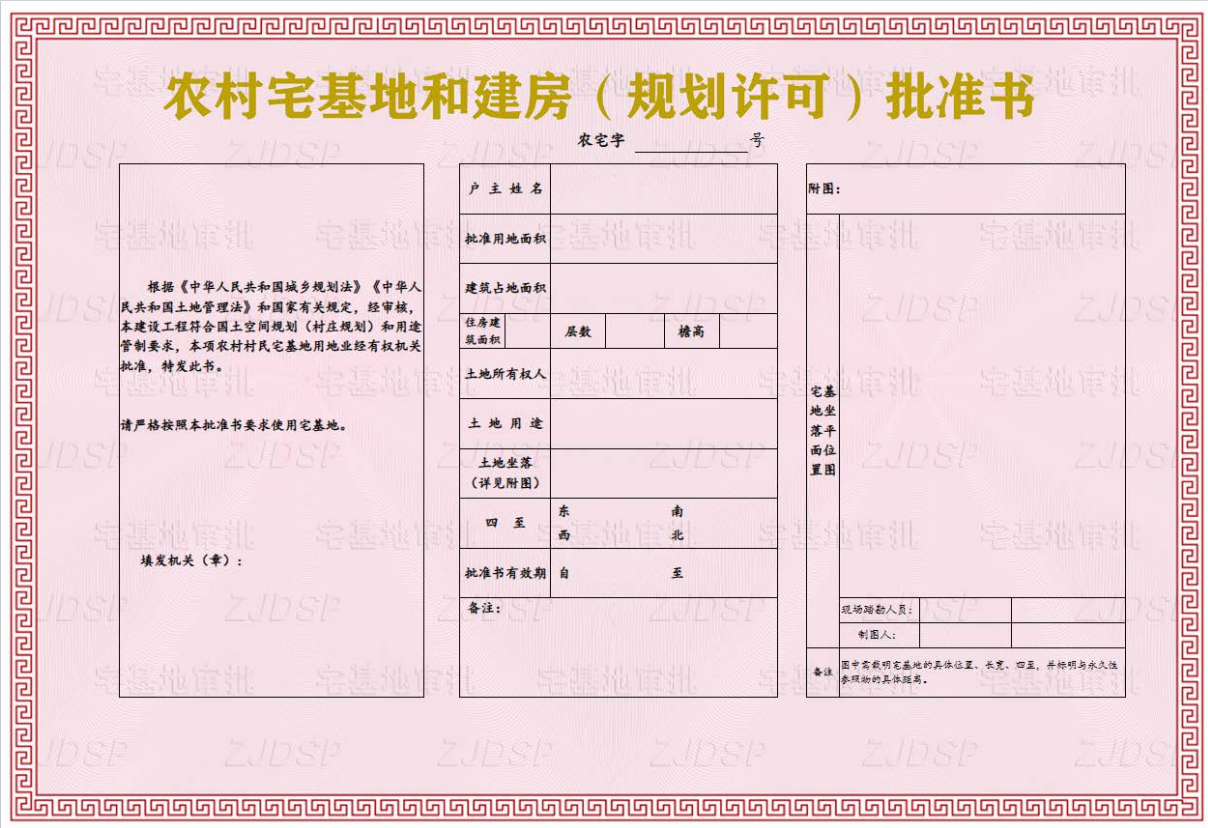 农村宅基地和建房（规划许可）批准书
农宅字 号
根据《中华人民共和国城乡规划法》《中华人
民共和国土地管理法》和国家有关规定，经审核，
本建设工程符合国土空间规划（村庄规划）和用途
管制要求，本项农村村民宅基地用地业经有权机关
批准，特发此书。
请严格按照本批准书要求使用宅基地。
填发机关（章）：
户主姓名
批准用地面积
建筑占地面积
住房建
筑面积
层数
檐高
土地所有权人
土地用途
土地坐落
（详见附图）
四至
东 南
西 北
批准书有效期
自 至
备注：
附图：
宅基
地坐
落平
面位
置图
现场踏勘人员：
制图人：
备注
图中需载明宅基地的具体位置、长宽、四至，并标明与永久性
参照物的具体距离。
宅基地审批
ZJDSP